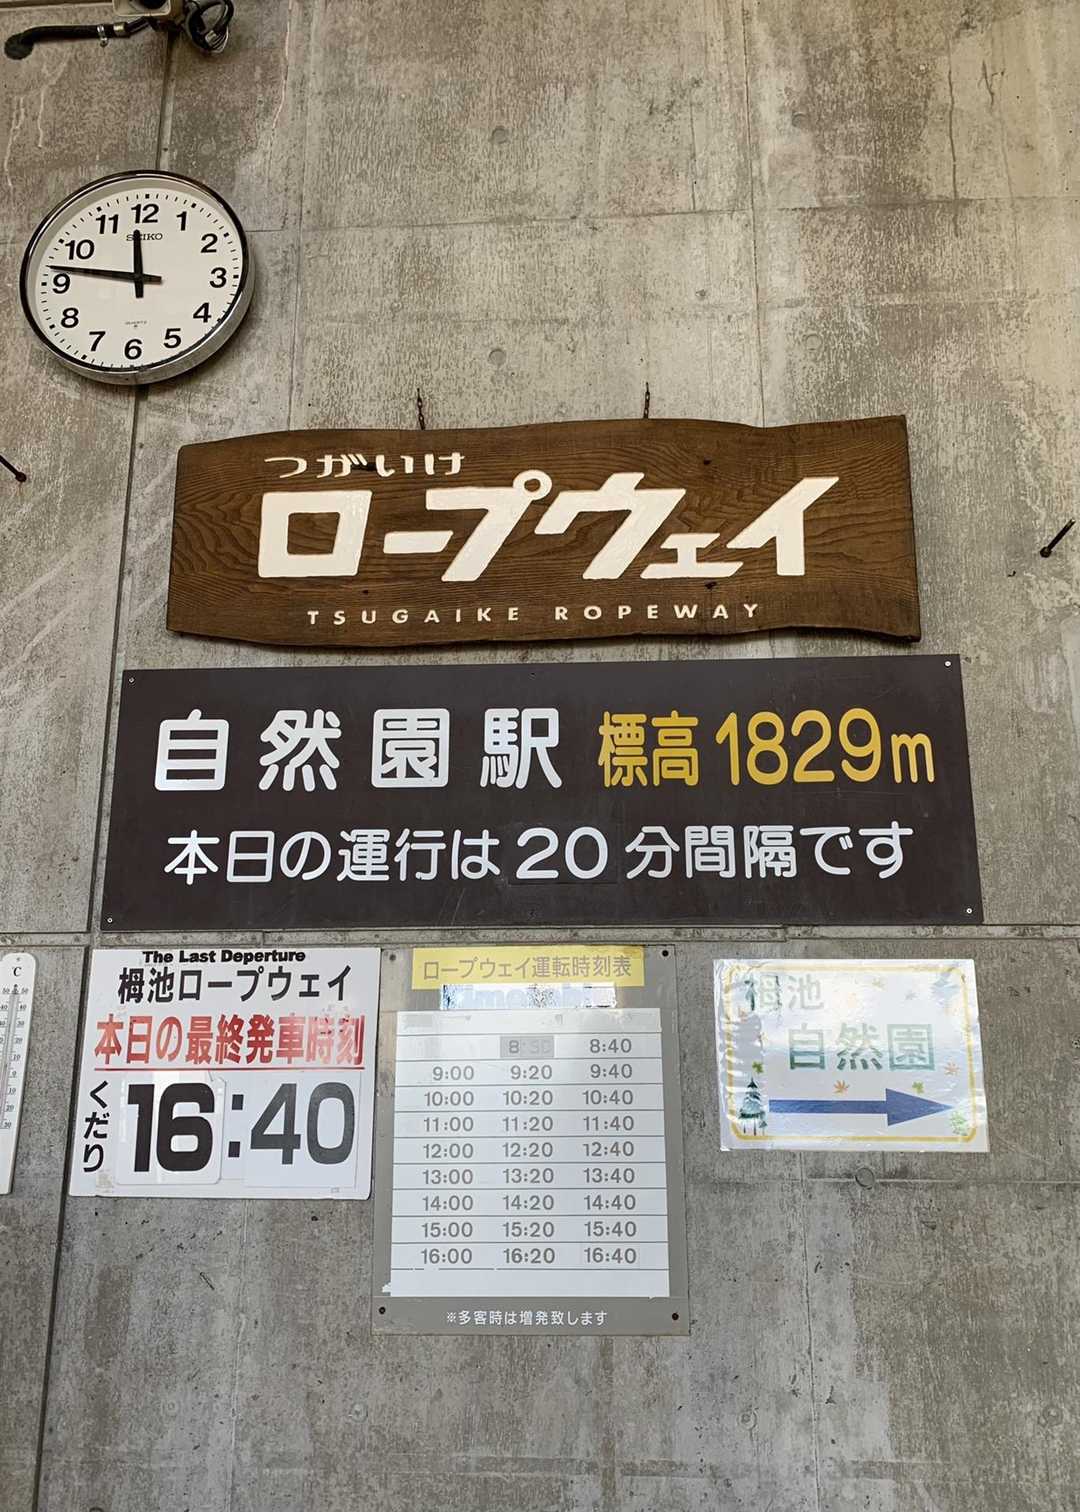 12
11 1
SEIKO
10 2
9 3
QUARTZ
8 4
7 5
6
つがいけ
ロープウェイ
TSUGAIKE ROPEWAY
自然園駅 標高1829m
本日の運行は20分間隔です
The Last Deperture
栂池ロープウェイ
本日の最終発車時刻
くだり
16:40
ロープウェイ運転時刻表
8:40
9:00 9:20 9:40
10:00 10:20 10:40
11:00 11:20 11:40
12:00 12:20 12:40
13:00 13:20 13:40
14:00 14:20 14:40
15:00 15:20 15:40
16:00 16:20 16:40
※多客時は増発致します
栂池
自然園
℃